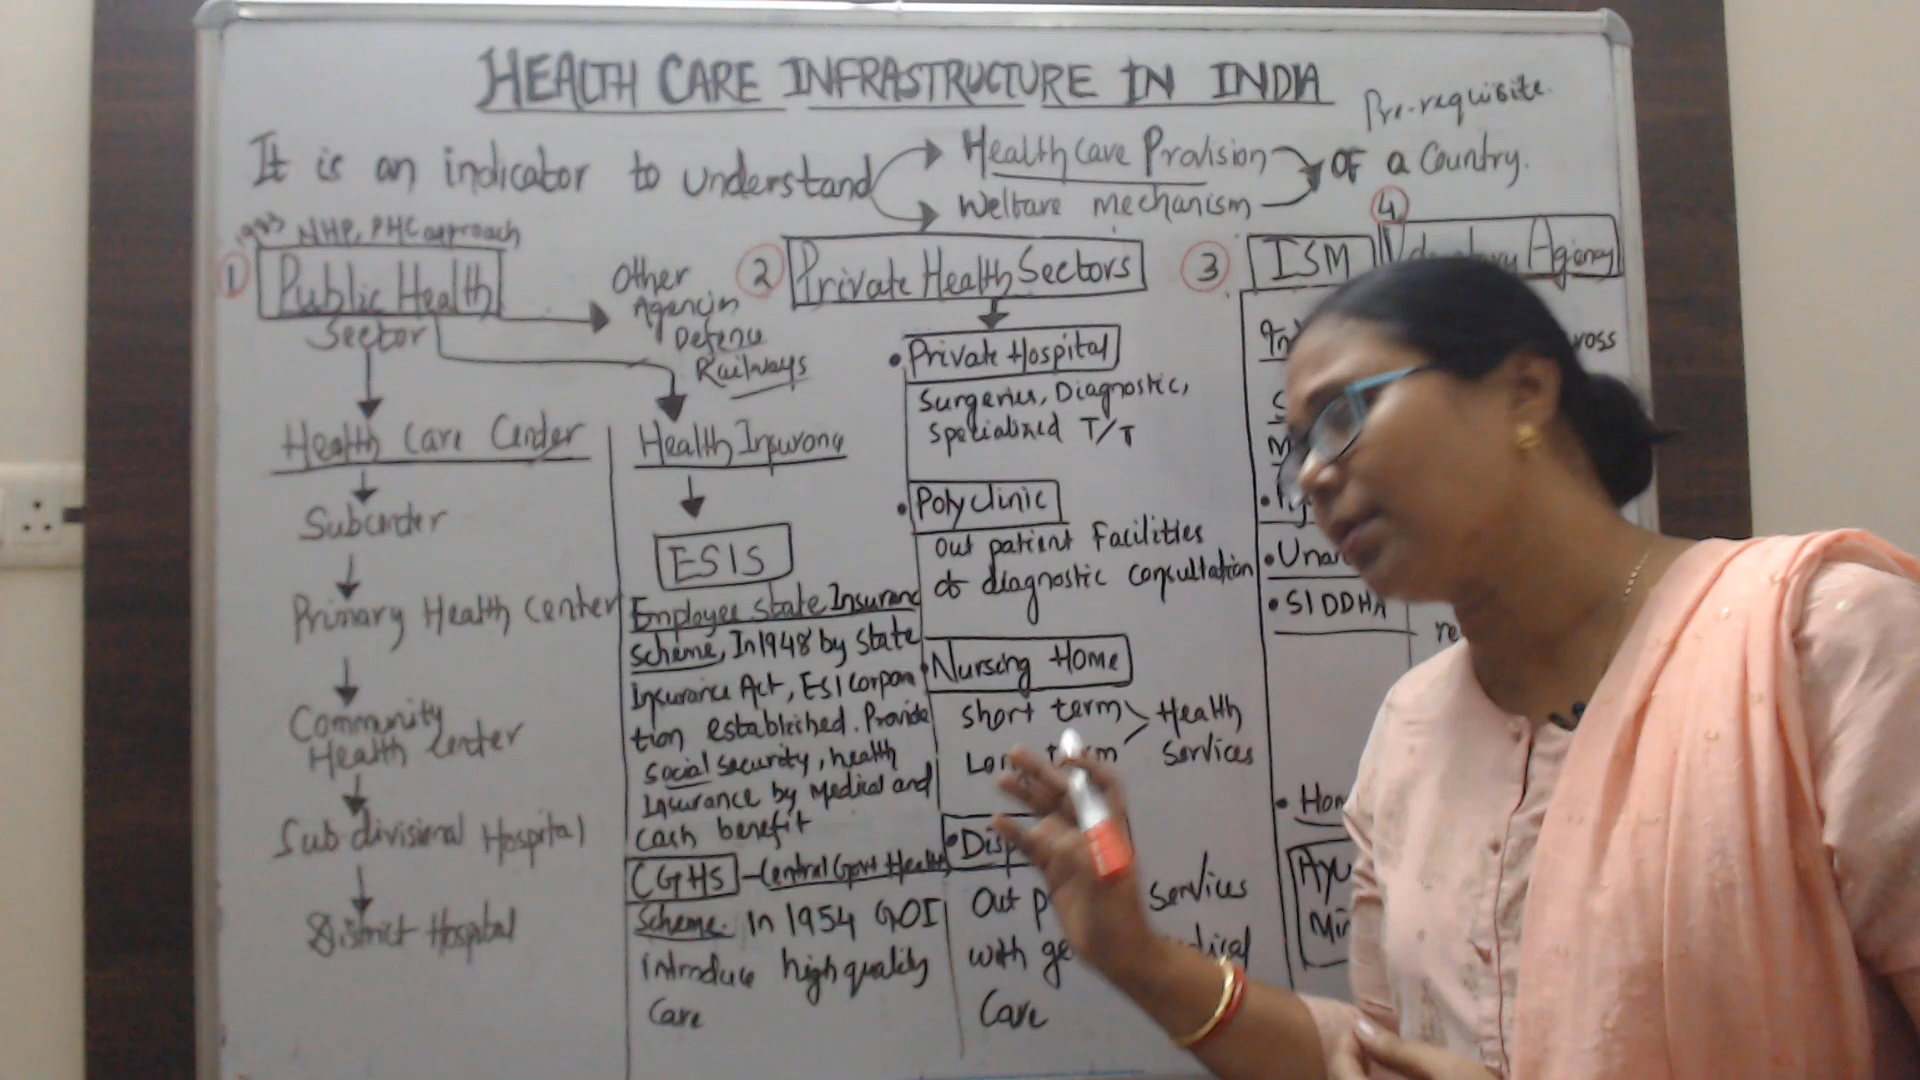 HEALTH CARE INFRASTRUCTURE IN INDIA
Pre-requisite
It is an indicator to understand
Health care Provision
Welfare mechanism
OF a Country.
1983 NHP, PHC approach
1
Public Health
Sector
Other
Agencies
Defence
Railways
Health Care Center
Subcenter
Primary Health Center
Community
Health Center
Sub-divisional Hospital
District Hospital
Health Insurance
ESIS
Employee State Insurance
Scheme, In 1948 by state
Insurance Act, ESI Corpora
tion established. Provide
Social security, health
Insurance by Medical and
Cash benefit
CGHS - Central Govt Health
Scheme. In 1954 GOI
introduce high quality
Care
2
Private Health Sectors
• Private Hospital
Surgeries, Diagnostic,
specialized T/T
• Polyclinic
out patient Facilities
& diagnostic consultation
• Nursing Home
Short term
Long term
Health
Services
• Disp
Out p services
with ge
Care
3
ISM
• SIDDHA
4
Agency